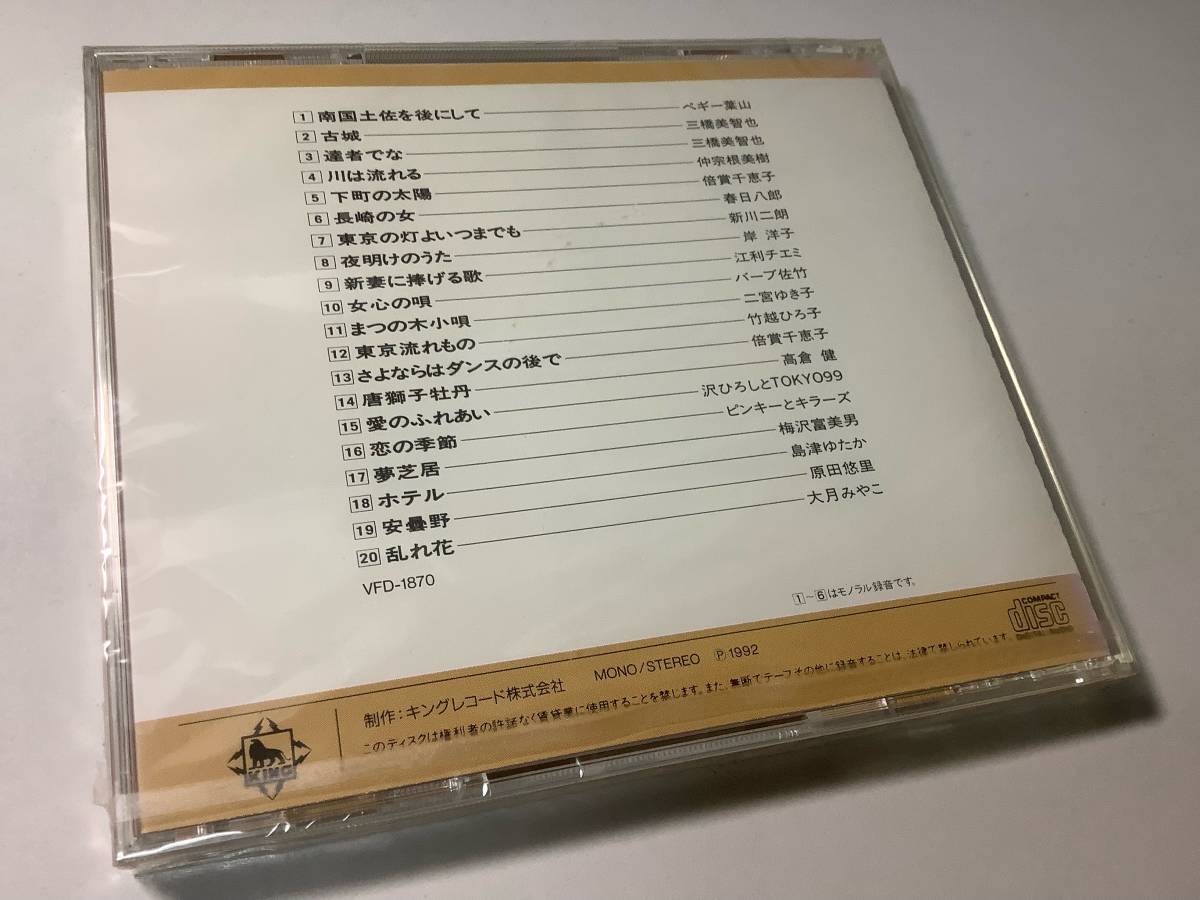 1 南国土佐を後にして ペギー葉山
2 古城 三橋美智也
3 達者でな 三橋美智也
4 川は流れる 仲宗根美樹
5 下町の太陽 倍賞千恵子
6 長崎の女 春日八郎
7 東京の灯よいつまでも 新川二朗
8 夜明けのうた 岸 洋子
9 新妻に捧げる歌 江利チエミ
10 女心の唄 バーブ佐竹
11 まつの木小唄 二宮ゆき子
12 東京流れもの 竹越ひろ子
13 さよならはダンスの後で 倍賞千恵子
14 唐獅子牡丹 高倉 健
15 愛のふれあい 沢ひろしとTOKYO99
16 恋の季節 ピンキーとキラーズ
17 夢芝居 梅沢富美男
18 ホテル 島津ゆたか
19 安曇野 原田悠里
20 乱れ花 大月みやこ
VFD-1870
1〜6はモノラル録音です。
COMPACT
disc
DIGITAL AUDIO
制作：キングレコード株式会社 MONO/STEREO Ⓟ1992
このディスクは権利者の許諾なく賃貸業に使用することを禁じます。また、無断でテープその他に録音することは、法律で禁じられています。
KING